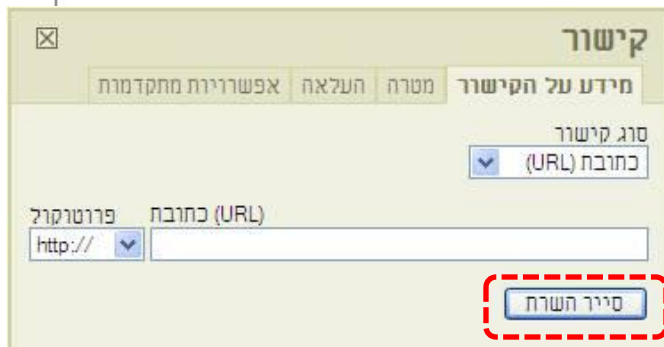 קישור
מידע על הקישור מטרה העלאה אפשרויות מתקדמות
סוג קישור
כתובת (URL)
כתובת (URL) פרוטוקול
http://
סייר השרת